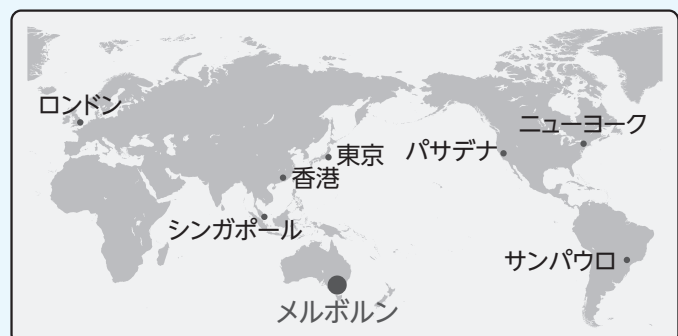 ロンドン
ニューヨーク
東京
パサデナ
香港
シンガポール
サンパウロ
メルボルン